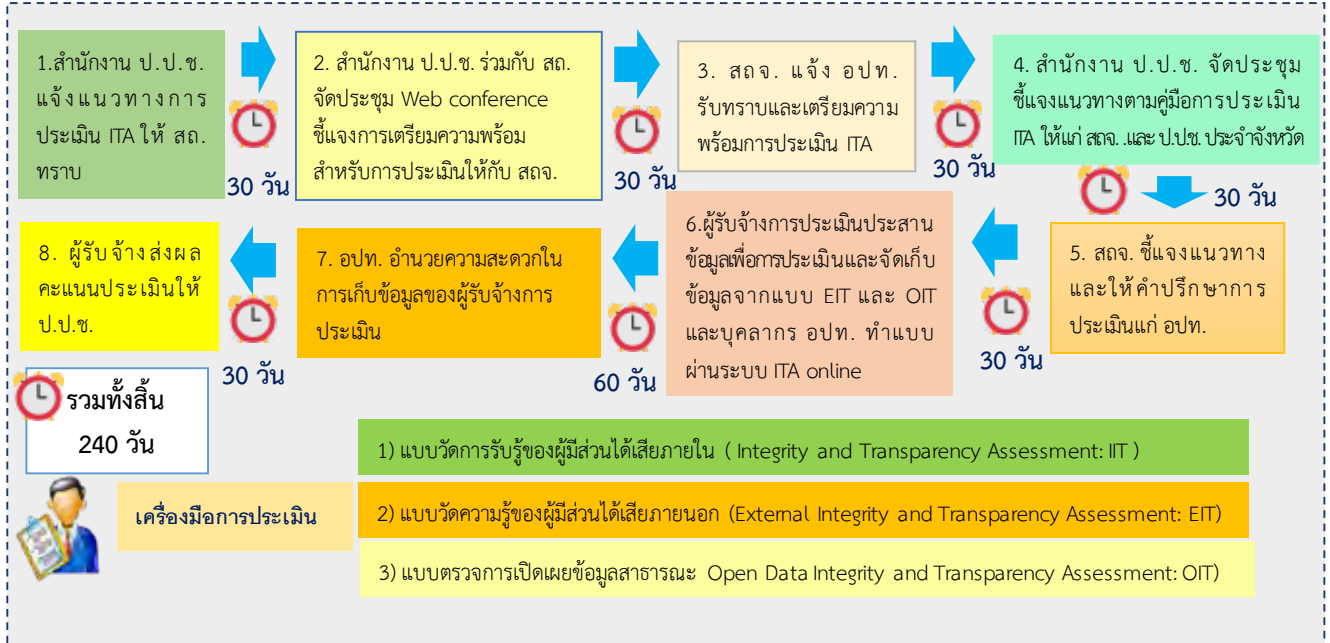 1.สำนักงาน ป.ป.ช.
แจ้งแนวทางการ
ประเมิน ITA ให้ สถ.
ทราบ
30 วัน
2. สำนักงาน ป.ป.ช. ร่วมกับ สถ.
จัดประชุม Web conference
ชี้แจงการเตรียมความพร้อม
สำหรับการประเมินให้กับ สถจ.
30 วัน
3. สถจ. แจ้ง อปท.
รับทราบและเตรียมความ
พร้อมการประเมิน ITA
30 วัน
4. สำนักงาน ป.ป.ช. จัดประชุม
ชี้แจงแนวทางตามคู่มือการประเมิน
ITA ให้แก่ สถจ. .และ ป.ป.ช. ประจำจังหวัด
30 วัน
5. สถจ. ชี้แจงแนวทาง
และให้คำปรึกษาการ
ประเมินแก่ อปท.
30 วัน
6.ผู้รับจ้างการประเมินประสาน
ข้อมูลเพื่อการประเมินและจัดเก็บ
ข้อมูลจากแบบ EIT และ OIT
และบุคลากร อปท. ทำแบบ
ผ่านระบบ ITA online
60 วัน
7. อปท. อำนวยความสะดวกใน
การเก็บข้อมูลของผู้รับจ้างการ
ประเมิน
30 วัน
8. ผู้รับจ้างส่งผล
คะแนนประเมินให้
ป.ป.ช.
รวมทั้งสิ้น
240 วัน
เครื่องมือการประเมิน
1) แบบวัดการรับรู้ของผู้มีส่วนได้เสียภายใน ( Integrity and Transparency Assessment: IIT )
2) แบบวัดความรู้ของผู้มีส่วนได้เสียภายนอก (External Integrity and Transparency Assessment: EIT)
3) แบบตรวจการเปิดเผยข้อมูลสาธารณะ Open Data Integrity and Transparency Assessment: OIT)